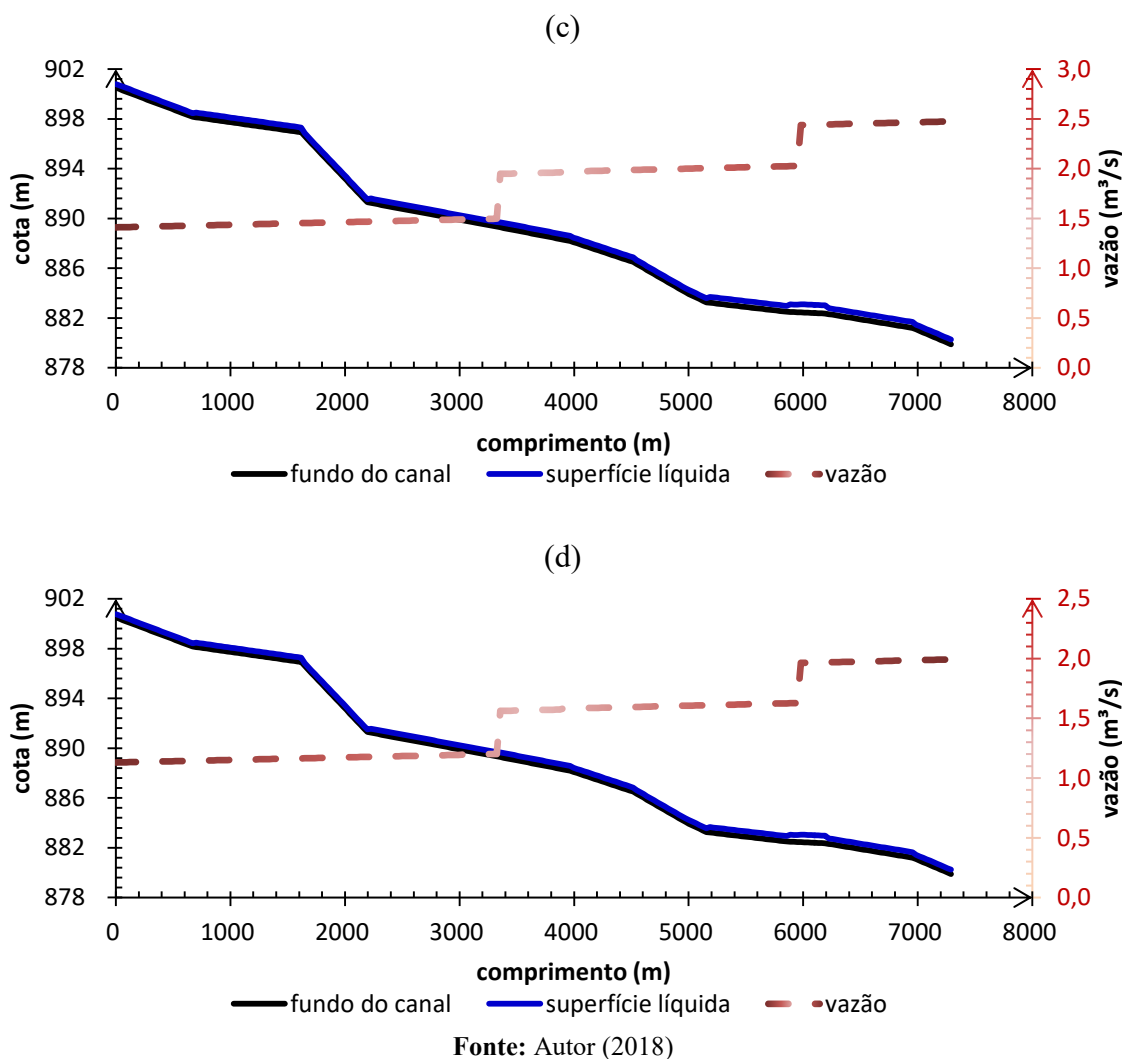 (c)
902
898
894
890
886
882
878
cota (m)
3,0
2,5
2,0
1,5
1,0
0,5
0,0
vazão (m³/s)
0 1000 2000 3000 4000 5000 6000 7000 8000
comprimento (m)
fundo do canal superfície líquida vazão
(d)
902
898
894
890
886
882
878
cota (m)
2,5
2,0
1,5
1,0
0,5
0,0
vazão (m³/s)
0 1000 2000 3000 4000 5000 6000 7000 8000
comprimento (m)
fundo do canal superfície líquida vazão
Fonte: Autor (2018)